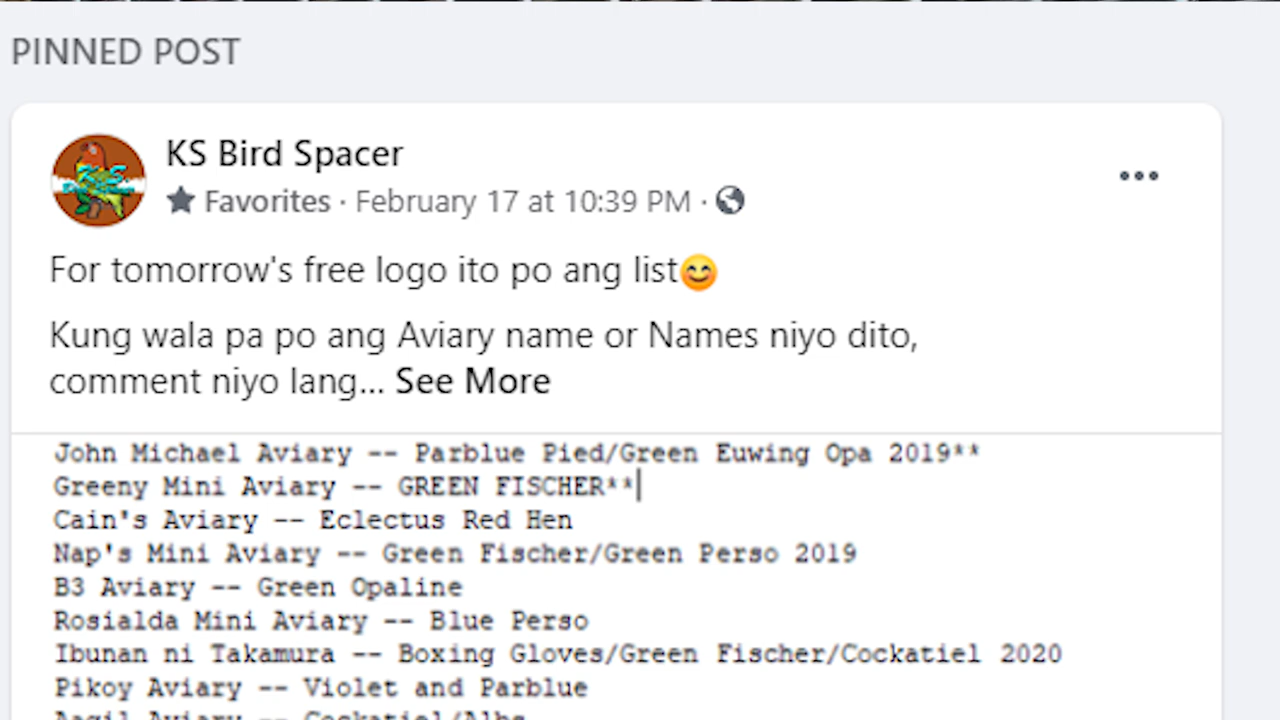 PINNED POST
KS Bird Spacer
Favorites · February 17 at 10:39 PM ·
For tomorrow's free logo ito po ang list😊
Kung wala pa po ang Aviary name or Names niyo dito,
comment niyo lang... See More
John Michael Aviary -- Parblue Pied/Green Euwing Opa 2019**
Greeny Mini Aviary -- GREEN FISCHER**
Cain's Aviary -- Eclectus Red Hen
Nap's Mini Aviary -- Green Fischer/Green Perso 2019
B3 Aviary -- Green Opaline
Rosialda Mini Aviary -- Blue Perso
Ibunan ni Takamura -- Boxing Gloves/Green Fischer/Cockatiel 2020
Pikoy Aviary -- Violet and Parblue
Aviary -- Cockatiel/Albs